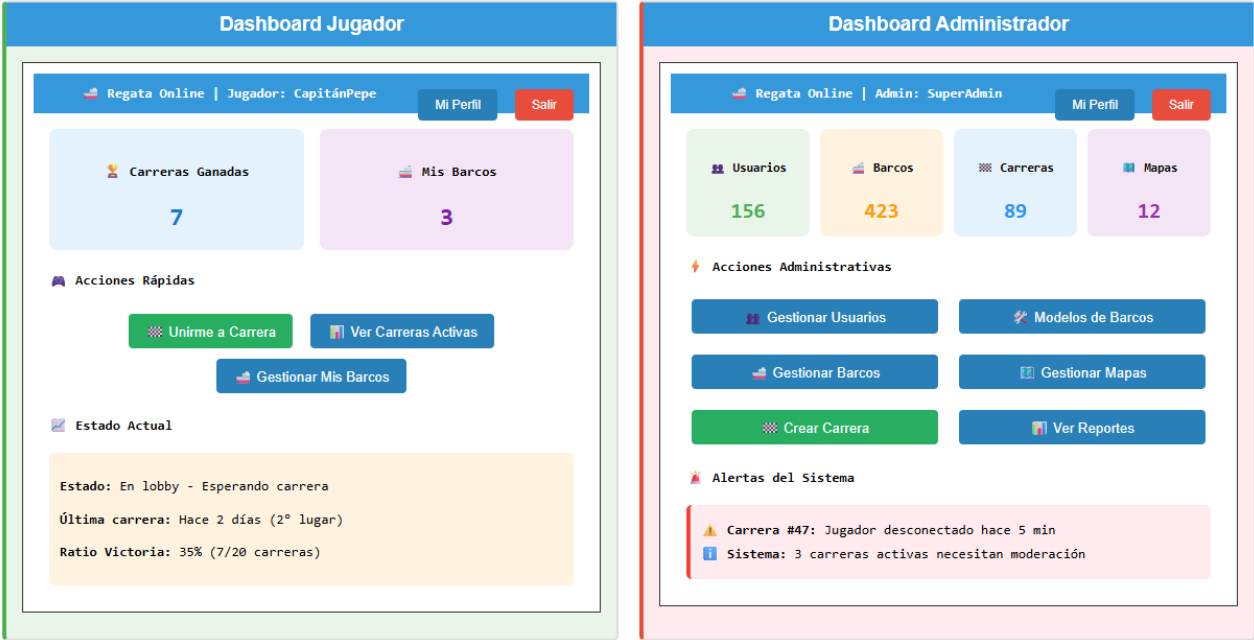 Dashboard Jugador
🚢 Regata Online | Jugador: CapitánPepe
Mi Perfil
Salir
🏆 Carreras Ganadas
7
🚢 Mis Barcos
3
🎮 Acciones Rápidas
🏁 Unirme a Carrera
📊 Ver Carreras Activas
🚢 Gestionar Mis Barcos
📈 Estado Actual
Estado: En lobby - Esperando carrera
Última carrera: Hace 2 días (2° lugar)
Ratio Victoria: 35% (7/20 carreras)
Dashboard Administrador
🚢 Regata Online | Admin: SuperAdmin
Mi Perfil
Salir
👥 Usuarios
156
🚢 Barcos
423
🏁 Carreras
89
🗺️ Mapas
12
⚡ Acciones Administrativas
👥 Gestionar Usuarios
🛠️ Modelos de Barcos
🚢 Gestionar Barcos
🗺️ Gestionar Mapas
🏁 Crear Carrera
📊 Ver Reportes
🚨 Alertas del Sistema
⚠️ Carrera #47: Jugador desconectado hace 5 min
ℹ️ Sistema: 3 carreras activas necesitan moderación